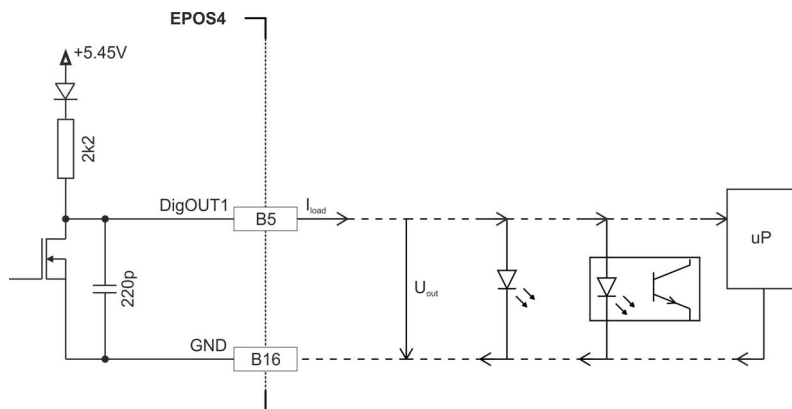 EPOS4
+5.45V
2k2
DigOUT1
B5
Iload
uP
220p
Uout
GND
B16